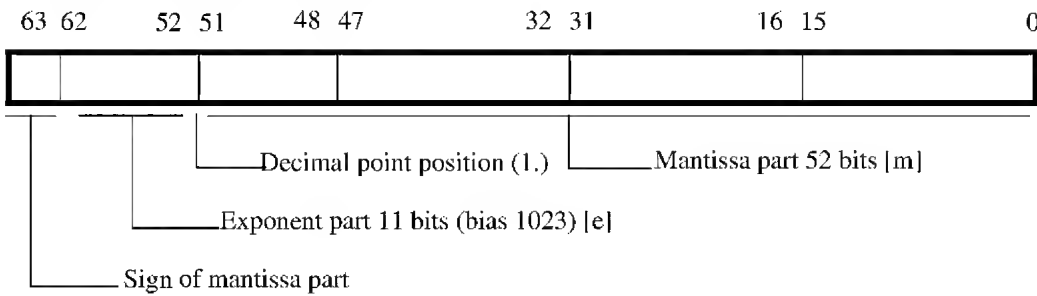 63 62 52 51 48 47 32 31 16 15 0
Decimal point position (1.) Mantissa part 52 bits [m]
Exponent part 11 bits (bias 1023) [e]
Sign of mantissa part